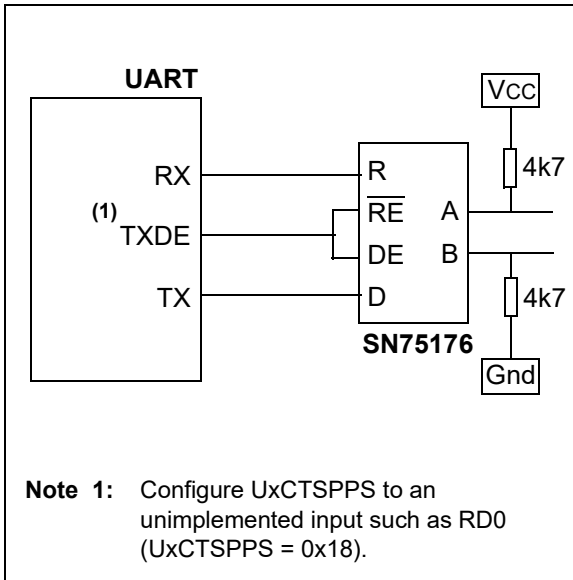 UART
VCC
RX
R
4k7
(1)
TXDE
RE
A
DE
B
TX
D
4k7
SN75176
Gnd
Note 1: Configure UxCTSPPS to an
unimplemented input such as RD0
(UxCTSPPS = 0x18).